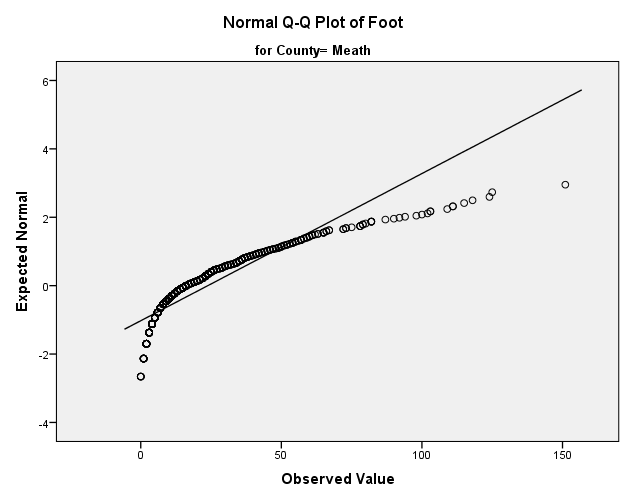 Normal Q-Q Plot of Foot
for County= Meath
6
4
2
0
-2
-4
Expected Normal
0
50
100
150
Observed Value